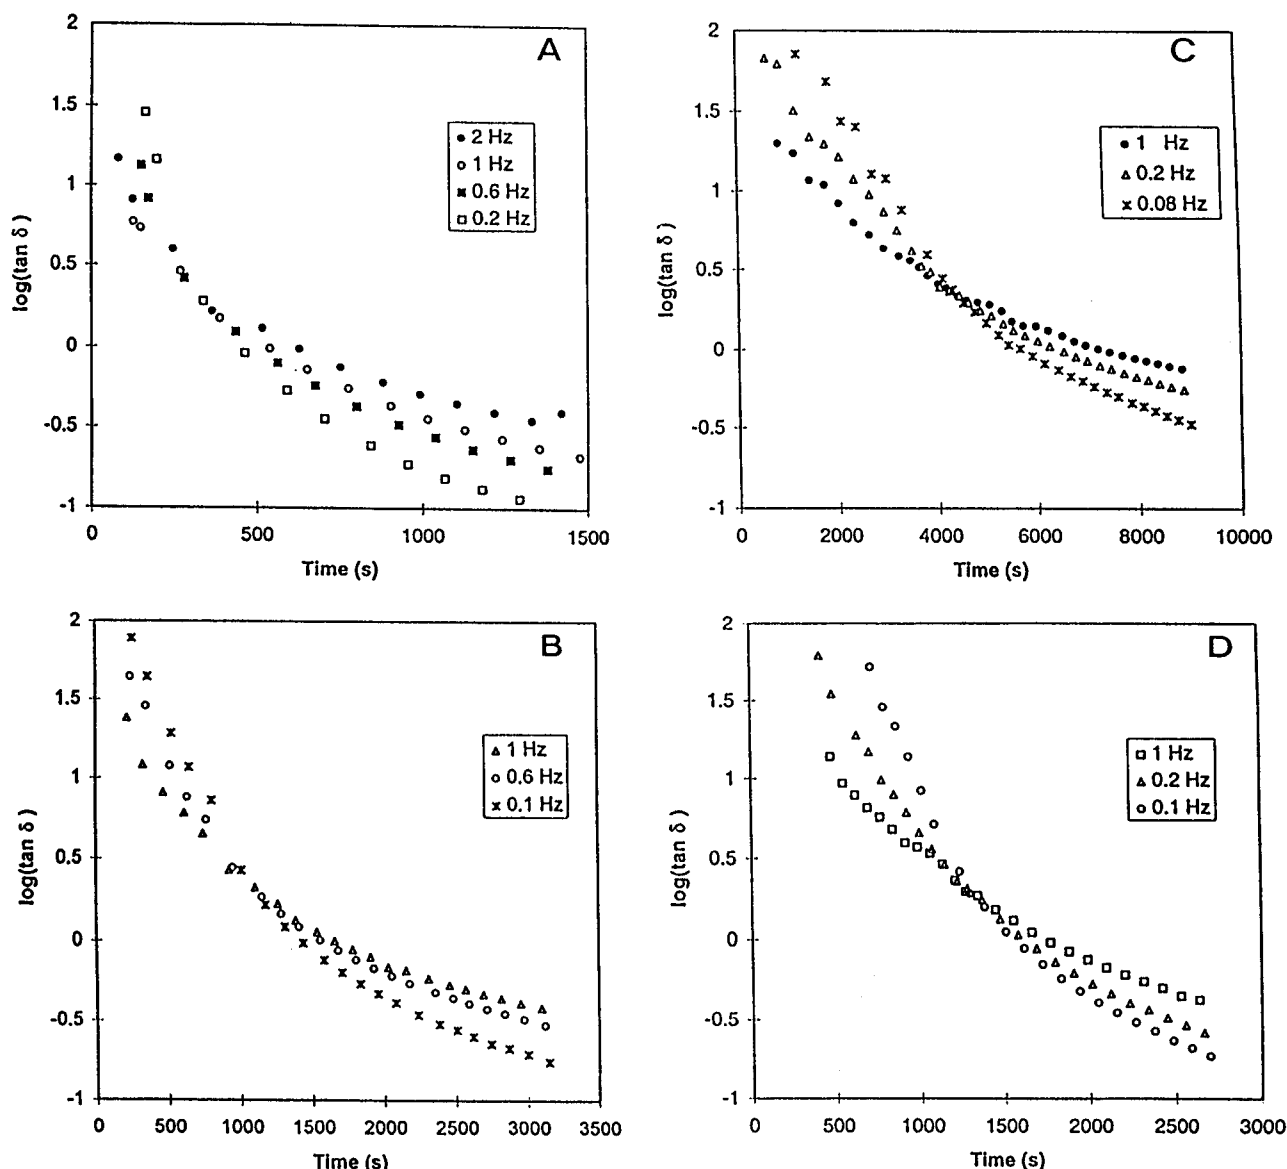 A
2
1.5
1
0.5
0
-0.5
-1
log(tan δ )
2 Hz
1 Hz
0.6 Hz
0.2 Hz
0
500
1000
1500
Time (s)
C
2
1.5
1
0.5
0
-0.5
-1
log(tan δ )
1 Hz
0.2 Hz
0.08 Hz
0
2000
4000
6000
8000
10000
Time (s)
B
2
1.5
1
0.5
0
-0.5
-1
log(tan δ )
1 Hz
0.6 Hz
0.1 Hz
0
500
1000
1500
2000
2500
3000
3500
Time (s)
D
2
1.5
1
0.5
0
-0.5
-1
log(tan δ )
1 Hz
0.2 Hz
0.1 Hz
0
500
1000
1500
2000
2500
3000
Time (s)